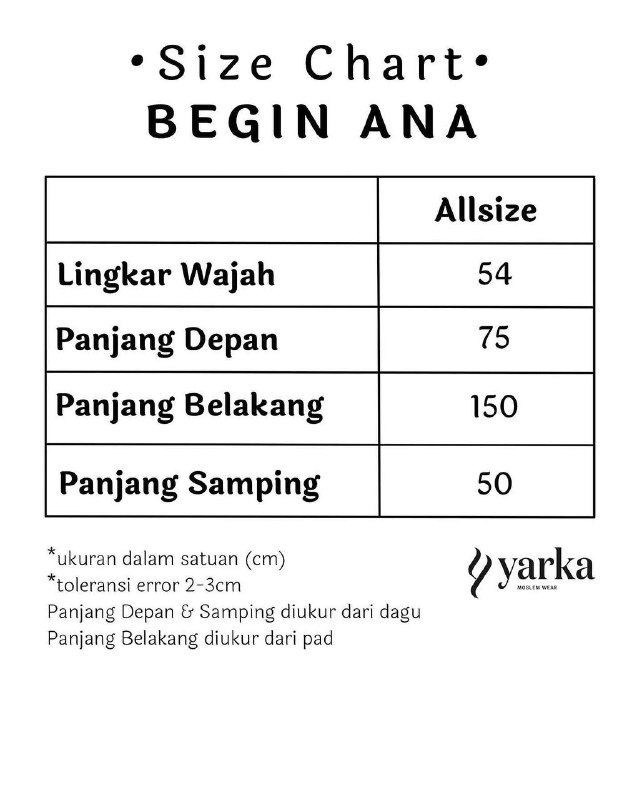 •Size Chart•
BEGIN ANA
Allsize
Lingkar Wajah 54
Panjang Depan 75
Panjang Belakang 150
Panjang Samping 50
*ukuran dalam satuan (cm)
*toleransi error 2-3cm
Panjang Depan & Samping diukur dari dagu
Panjang Belakang diukur dari pad
yarka
MOSLEM WEAR